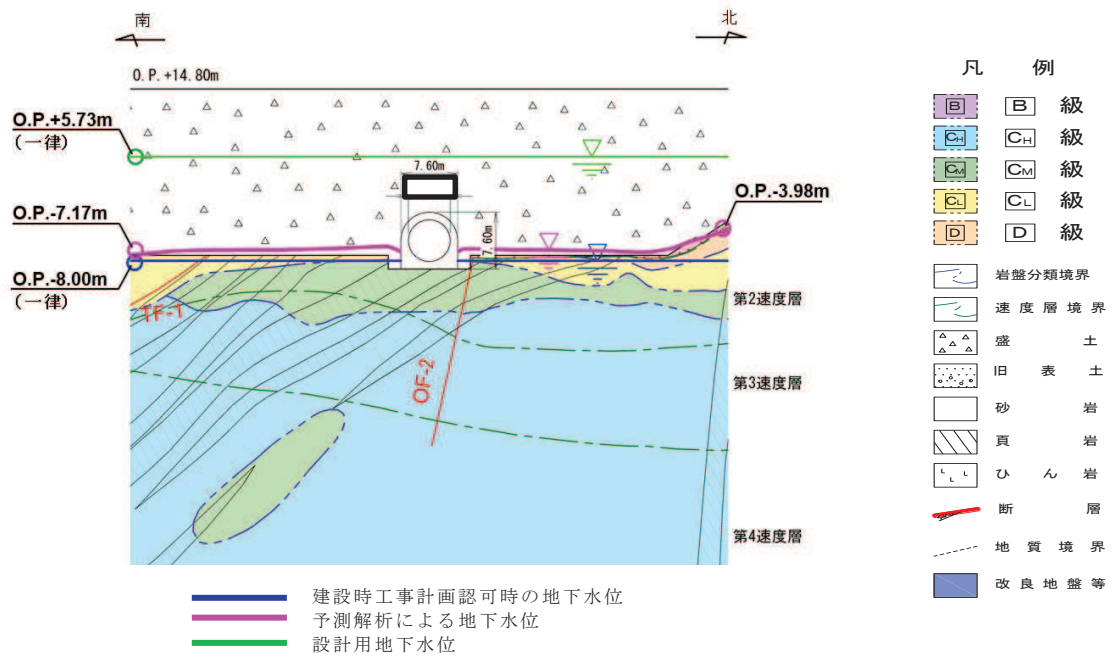 南
北
O.P.+14.80m
O.P.+5.73m
(一律)
7.60m
O.P.-3.98m
O.P.-7.17m
7.60m
O.P.-8.00m
(一律)
TF-1
OF-2
第2速度層
第3速度層
第4速度層
建設時工事計画認可時の地下水位
予測解析による地下水位
設計用地下水位
凡 例
B B 級
CH CH 級
CM CM 級
CL CL 級
D D 級
岩盤分類境界
速度層境界
盛 土
旧 表 土
砂 岩
頁 岩
ひ ん 岩
断 層
地 質 境 界
改 良 地 盤 等